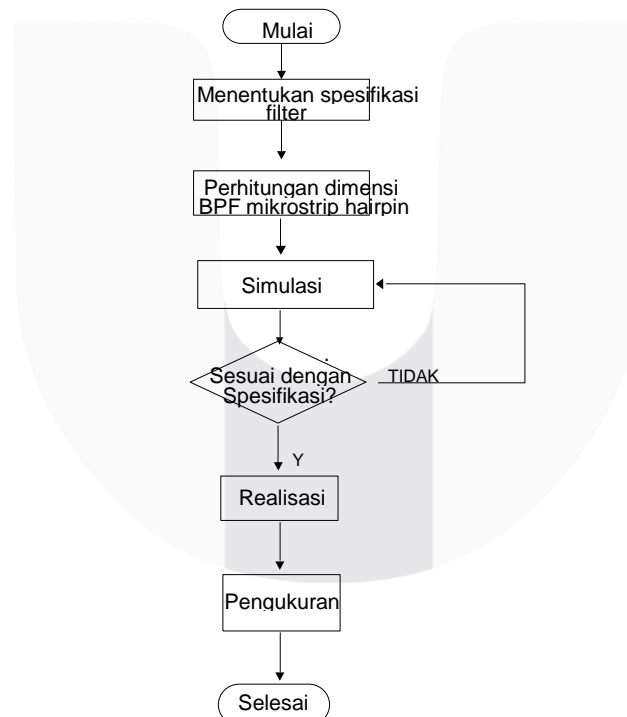 Mulai
Menentukan spesifikasi
filter
Perhitungan dimensi
BPF mikrostrip hairpin
Simulasi
Sesuai dengan
Spesifikasi?
TIDAK
Y
Realisasi
Pengukuran
Selesai